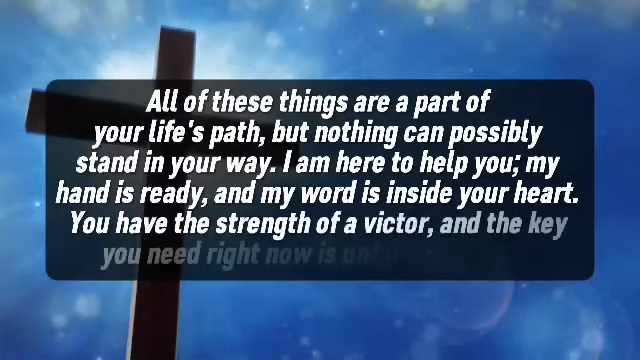 All of these things are a part of
your life's path, but nothing can possibly
stand in your way. I am here to help you; my
hand is ready, and my word is inside your heart.
You have the strength of a victor, and the key
you need right now is